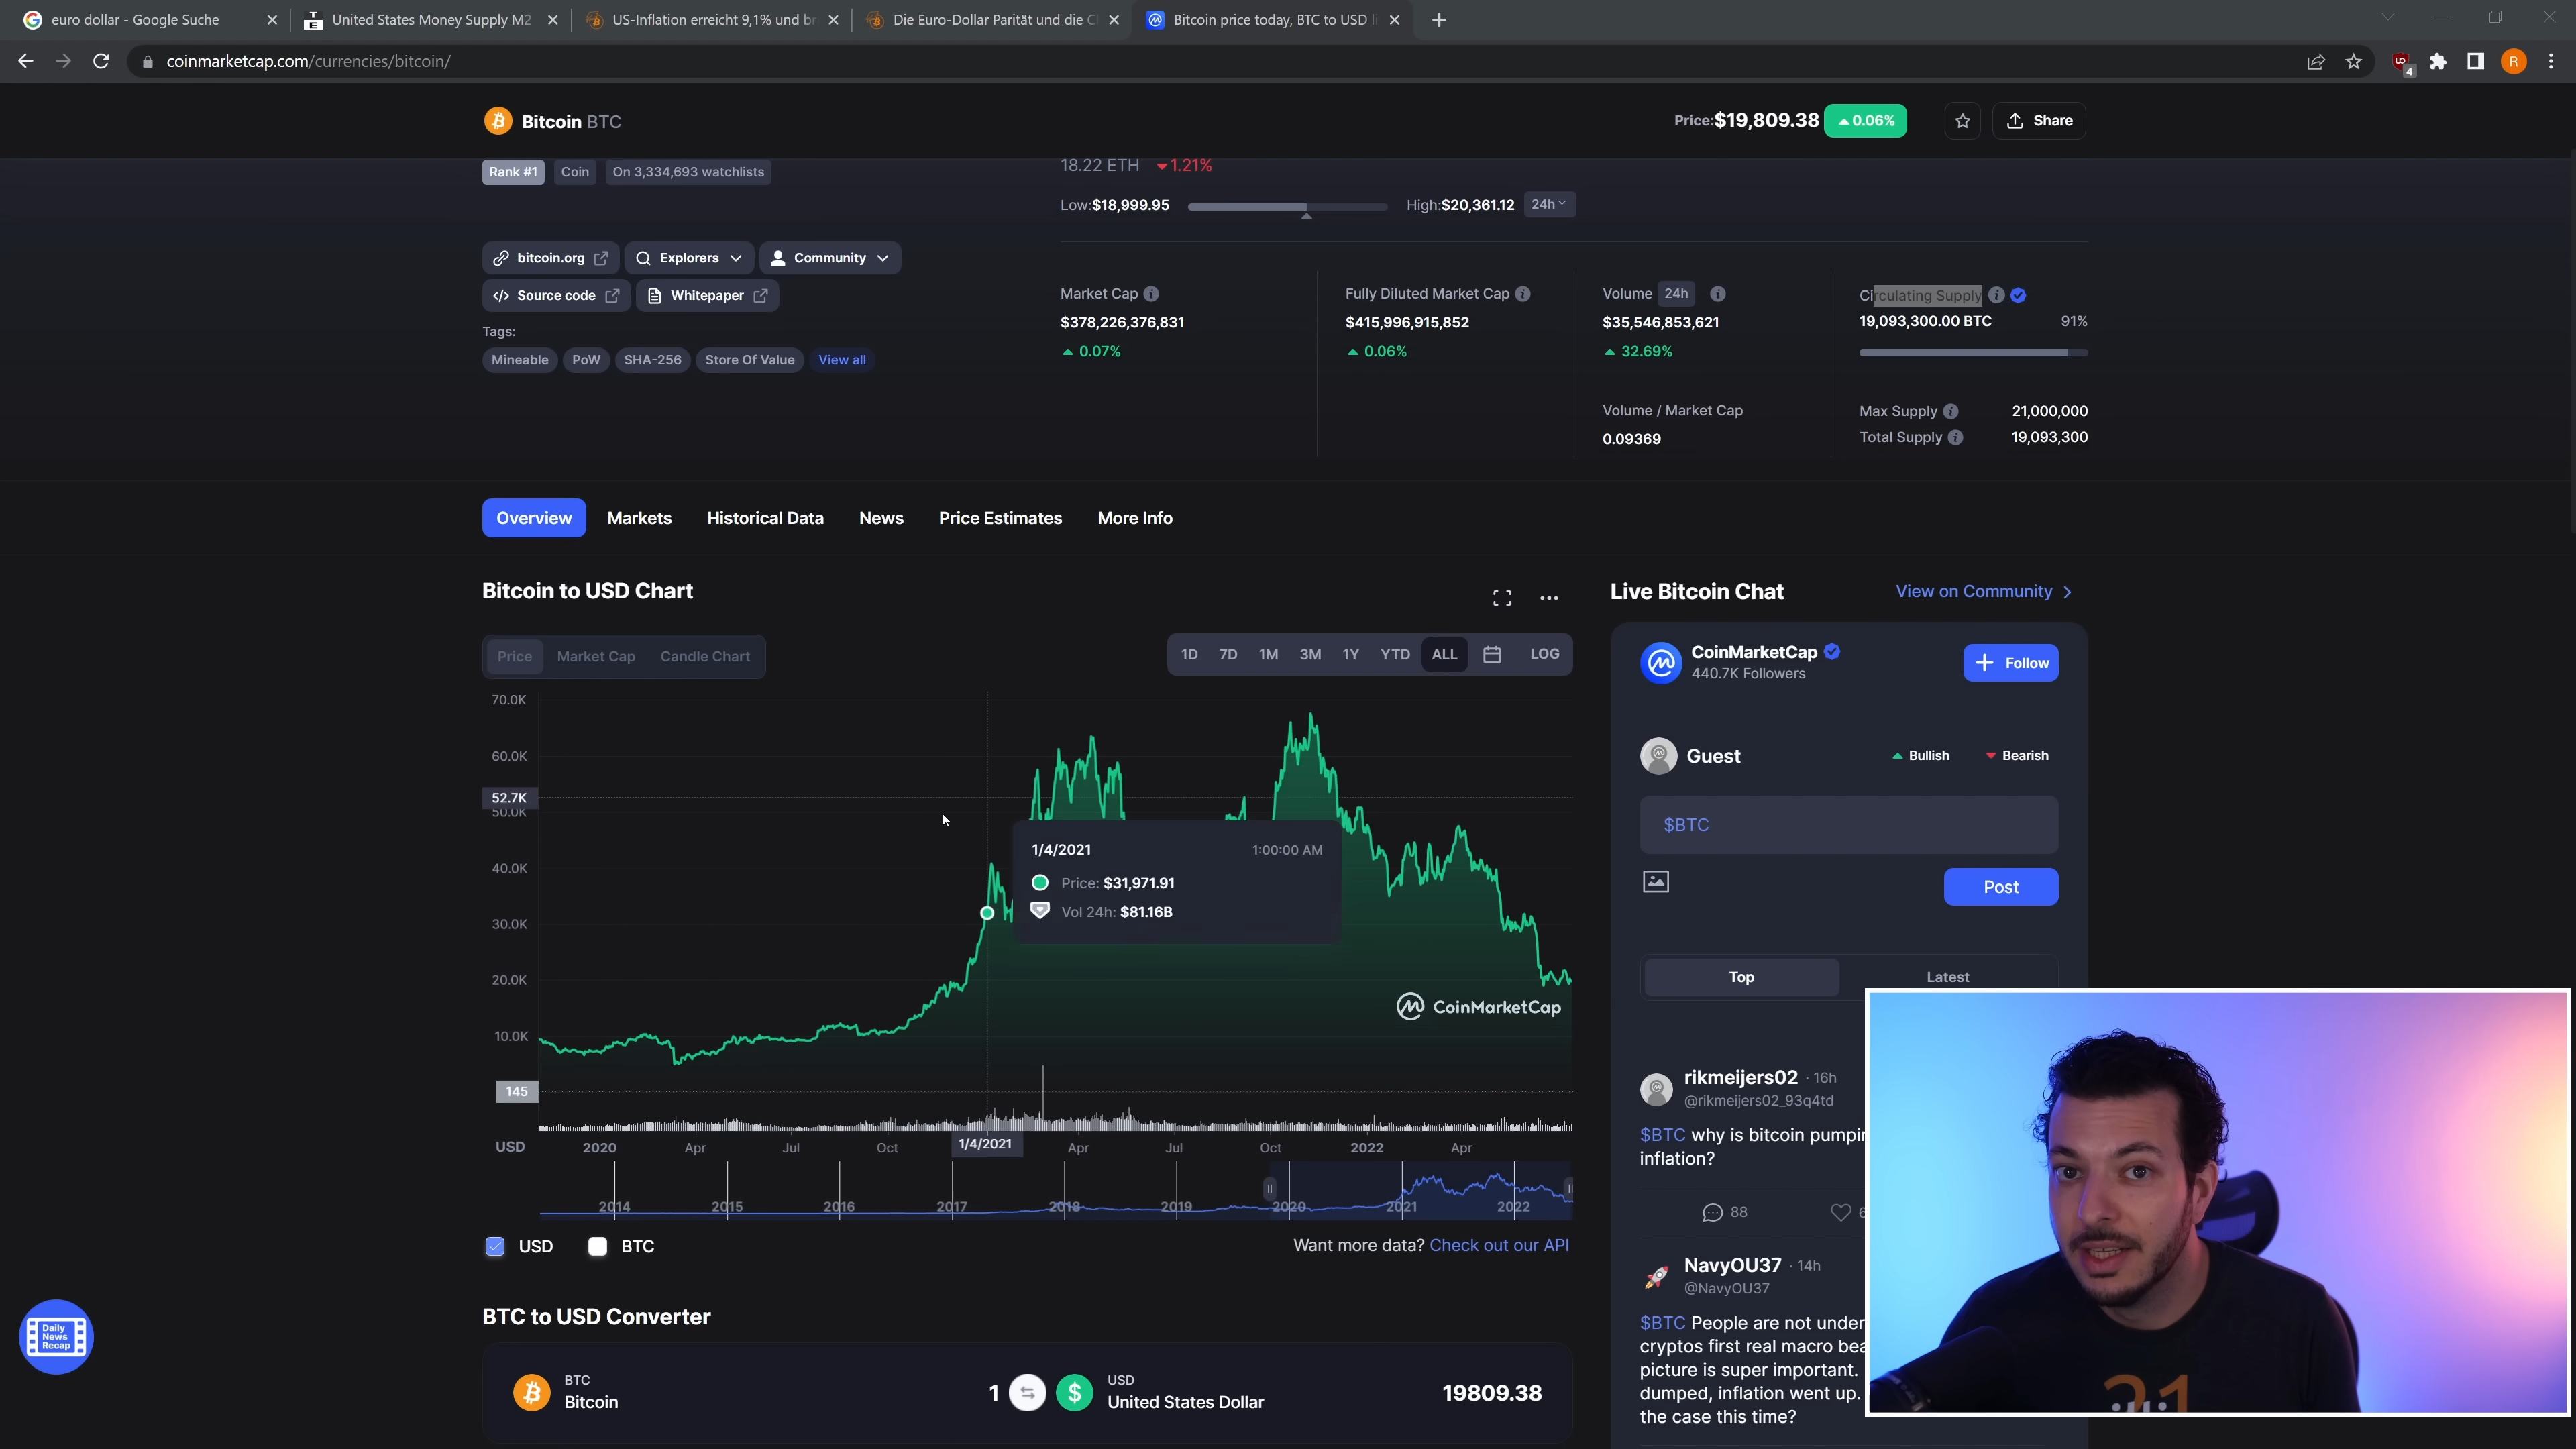 euro dollar - Google Suche
United States Money Supply M2
US-Inflation erreicht 9,1% und br
Die Euro-Dollar Parität und die C
Bitcoin price today, BTC to USD li
coinmarketcap.com/currencies/bitcoin/
4
R
Bitcoin BTC
Price:$19,809.38
0.06%
Share
Rank #1
Coin
On 3,334,693 watchlists
18.22 ETH
1.21%
Low:$18,999.95
High:$20,361.12
24h
bitcoin.org
Explorers
Community
Source code
Whitepaper
Tags:
Mineable
PoW
SHA-256
Store Of Value
View all
Market Cap
$378,226,376,831
0.07%
Fully Diluted Market Cap
$415,996,915,852
0.06%
Volume 24h
$35,546,853,621
32.69%
Volume / Market Cap
0.09369
Circulating Supply
19,093,300.00 BTC
91%
Max Supply
21,000,000
Total Supply
19,093,300
Overview
Markets
Historical Data
News
Price Estimates
More Info
Bitcoin to USD Chart
Price
Market Cap
Candle Chart
1D
7D
1M
3M
1Y
YTD
ALL
LOG
70.0K
60.0K
52.7K
50.0K
40.0K
30.0K
20.0K
10.0K
145
1/4/2021
1:00:00 AM
Price: $31,971.91
Vol 24h: $81.16B
CoinMarketCap
USD
2020
Apr
Jul
Oct
1/4/2021
Apr
Jul
Oct
2022
Apr
2014
2015
2016
2017
2018
2019
2020
2021
2022
USD
BTC
Want more data? Check out our API
BTC to USD Converter
BTC
Bitcoin
1
USD
United States Dollar
19809.38
Daily
News
Recap
Live Bitcoin Chat
View on Community
CoinMarketCap
440.7K Followers
Follow
Guest
Bullish
Bearish
$BTC
Post
Top
Latest
rikmeijers02 · 16h
@rikmeijers02_93q4td
$BTC why is bitcoin pumpin
inflation?
88
6
NavyOU37 · 14h
@NavyOU37
$BTC People are not under
cryptos first real macro bea
picture is super important.
dumped, inflation went up.
the case this time?
21